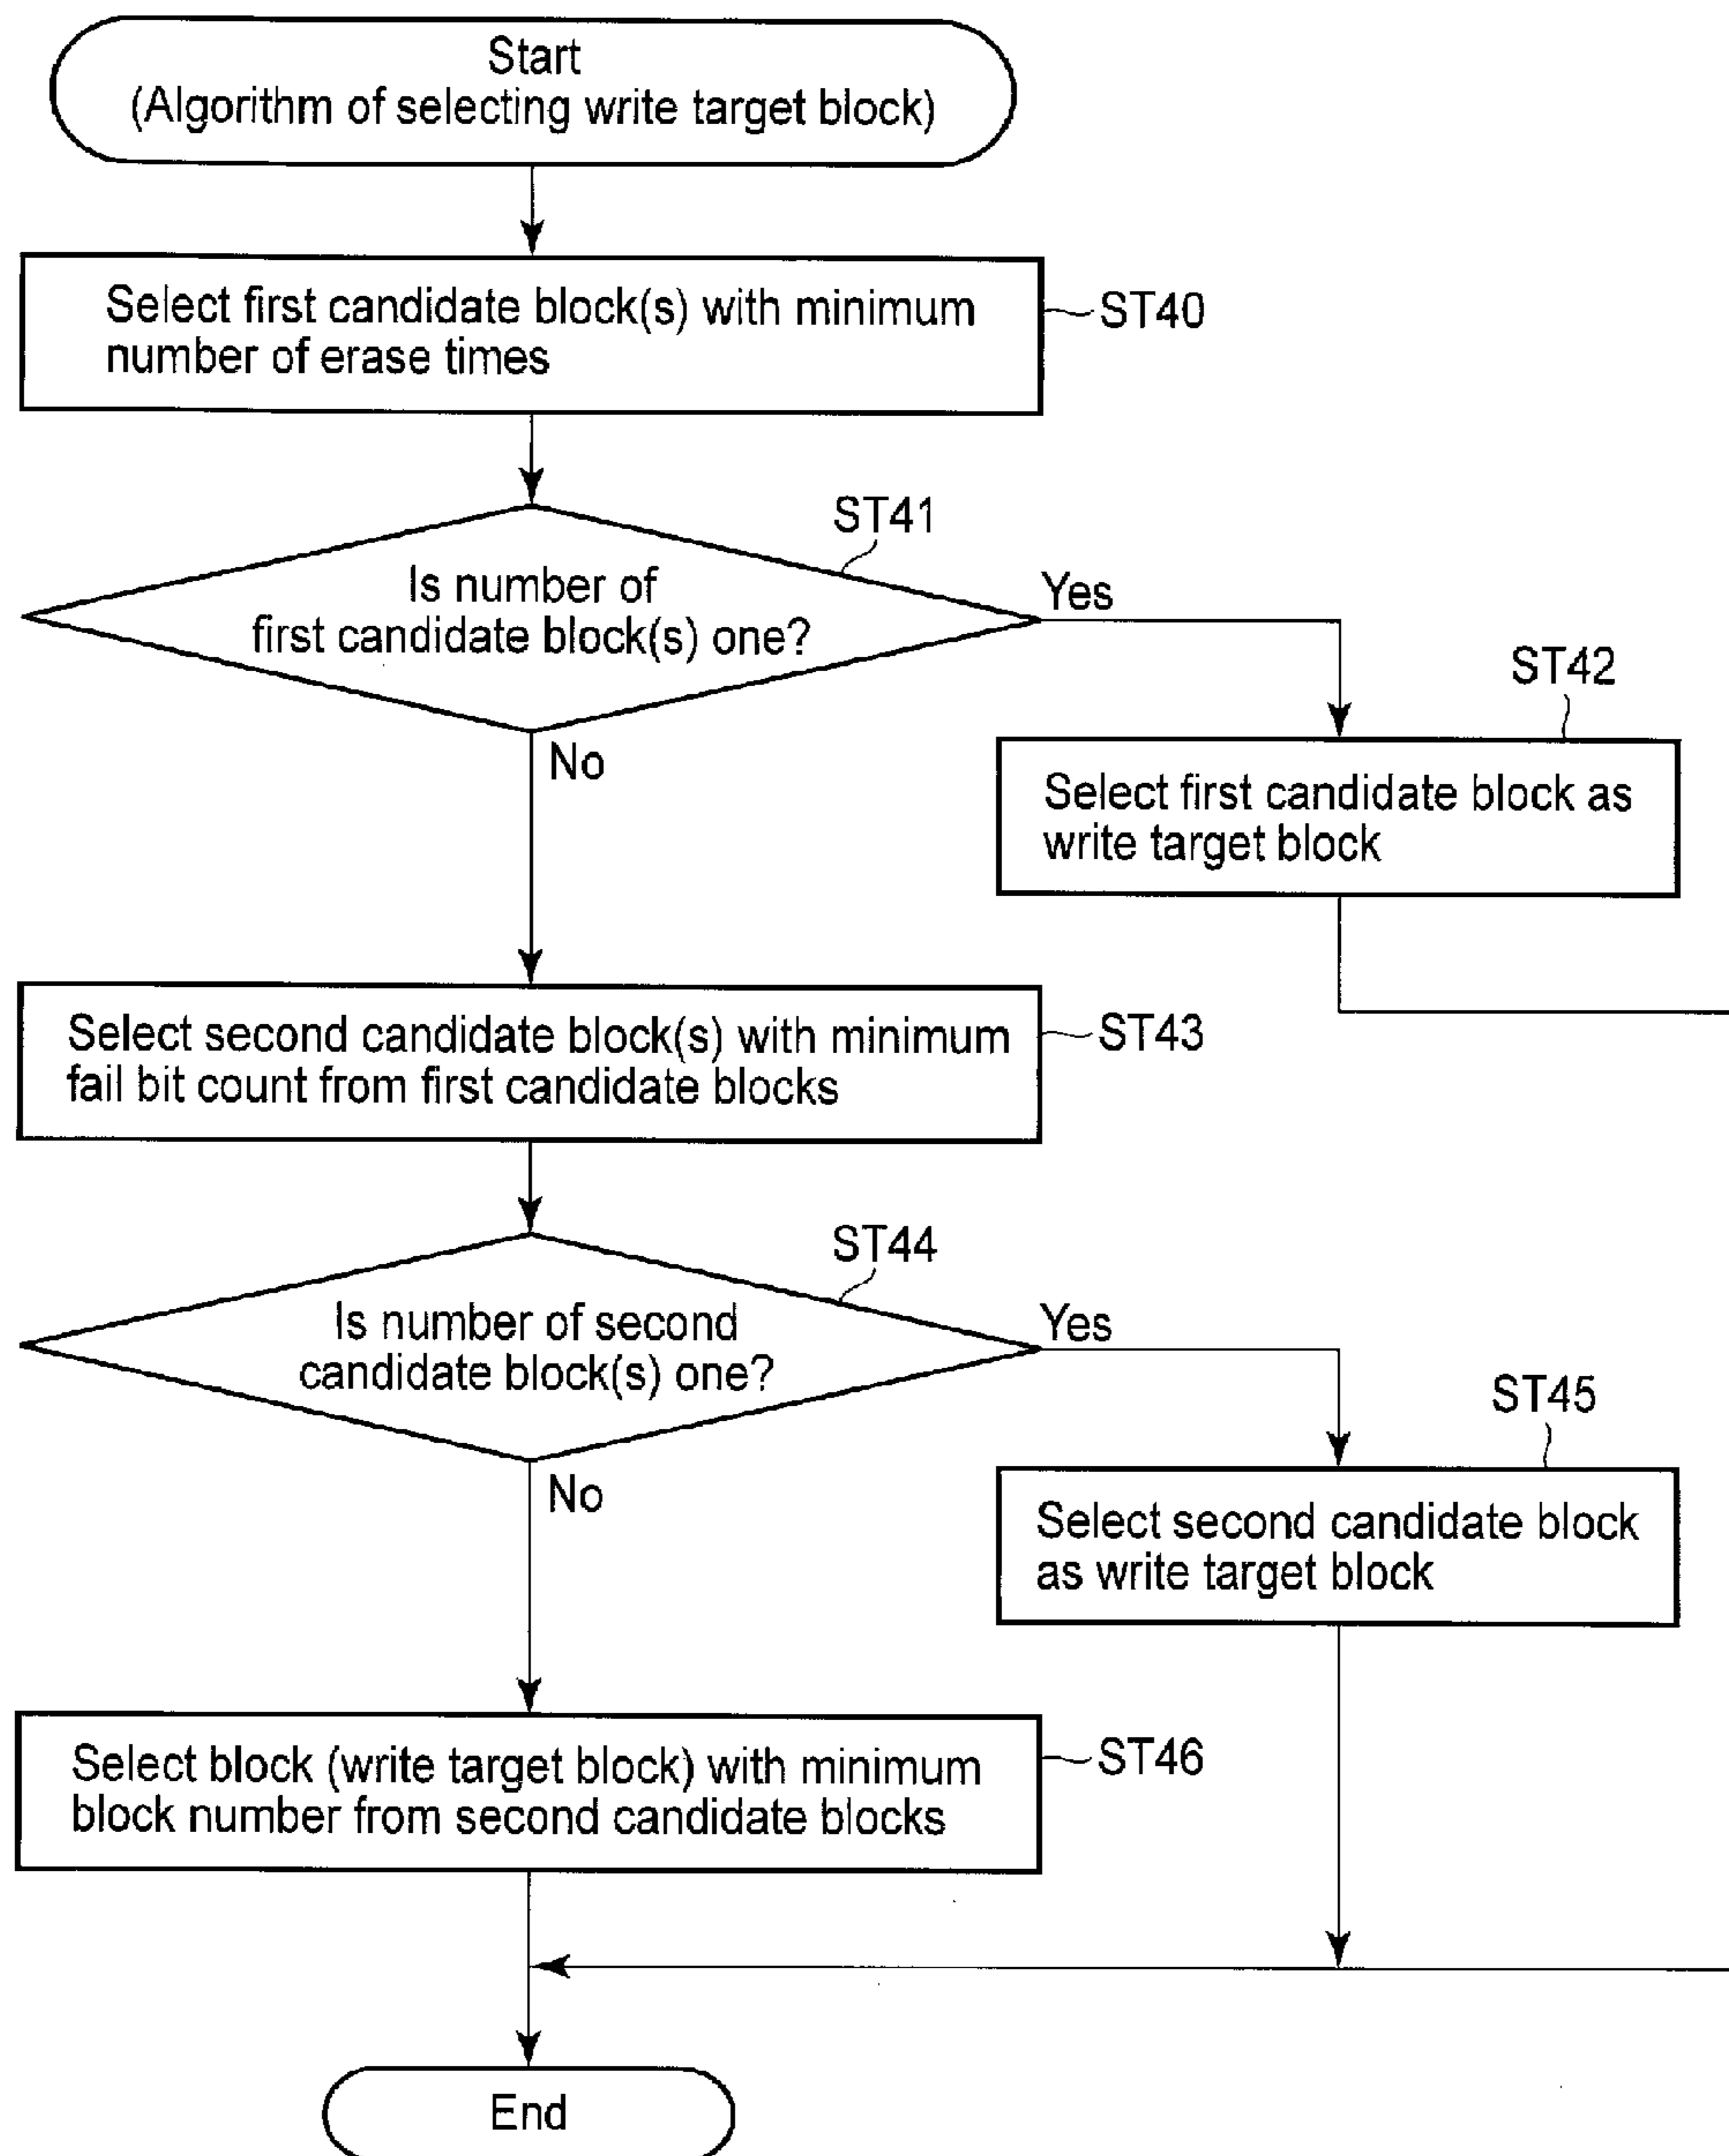 Start
(Algorithm of selecting write target block)
Select first candidate block(s) with minimum
number of erase times
ST40
ST41
Is number of
first candidate block(s) one?
Yes
No
ST42
Select first candidate block as
write target block
Select second candidate block(s) with minimum
fail bit count from first candidate blocks
ST43
ST44
Is number of second
candidate block(s) one?
Yes
No
ST45
Select second candidate block
as write target block
Select block (write target block) with minimum
block number from second candidate blocks
ST46
End